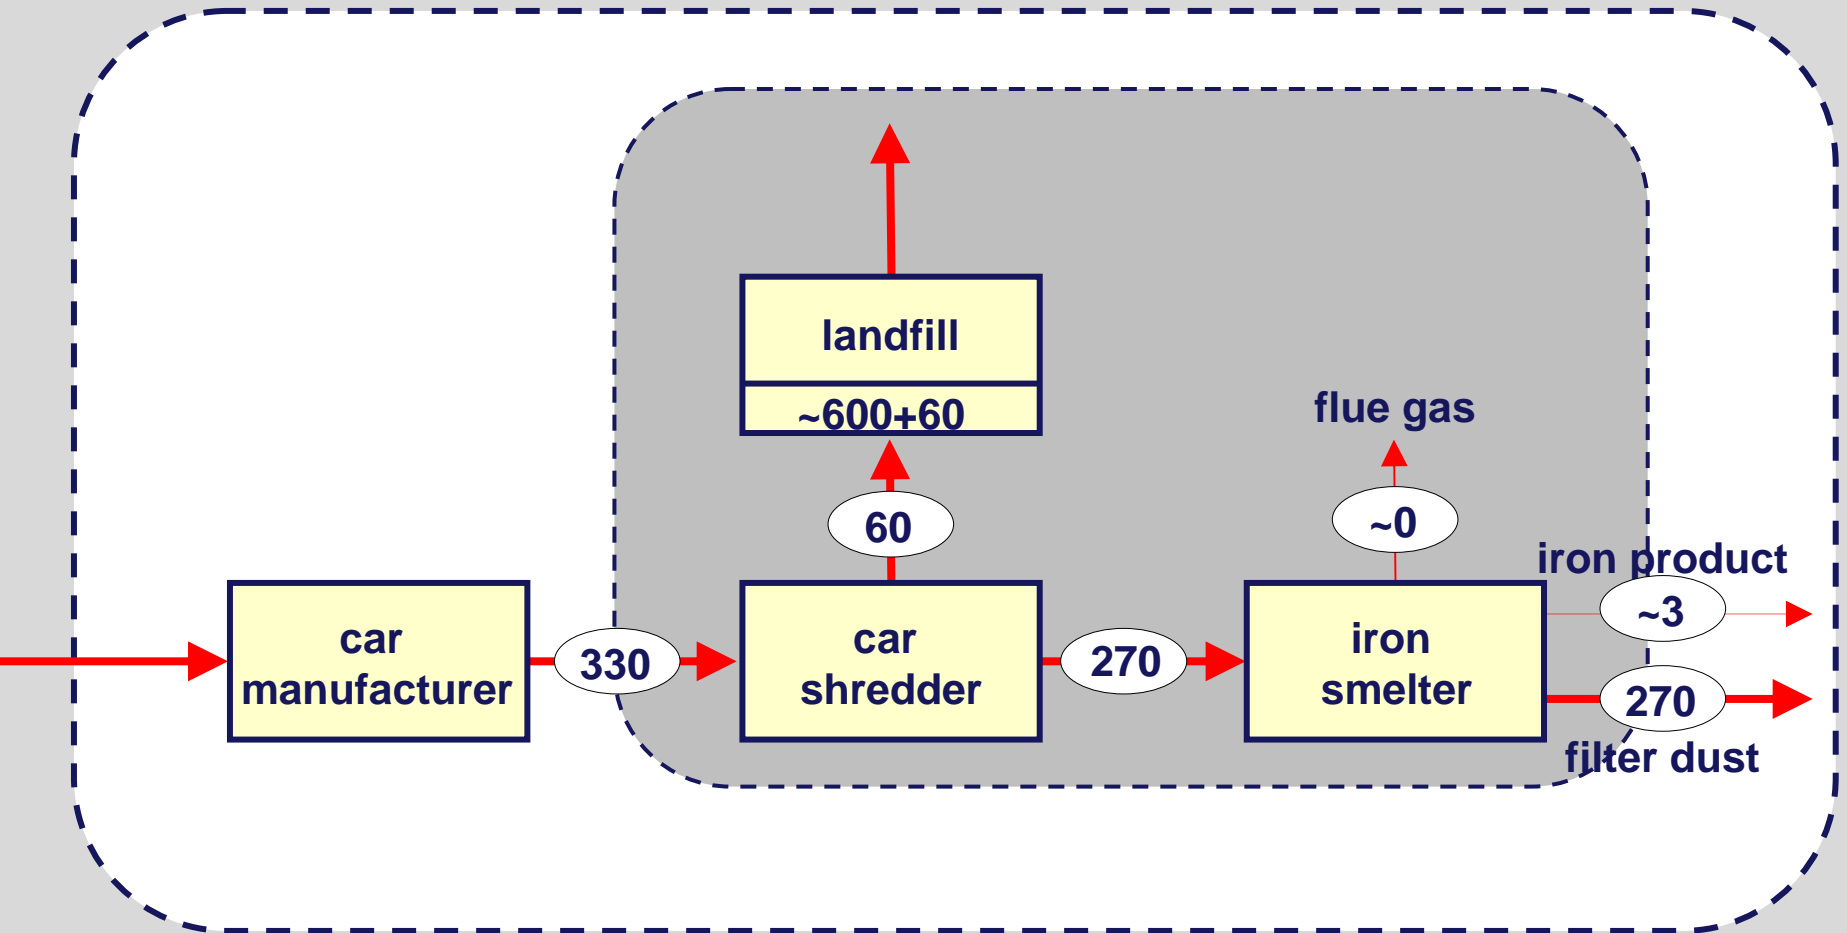 landfill
~600+60
flue gas
60
~0
iron product
~3
car
manufacturer
330
car
shredder
270
iron
smelter
270
filter dust